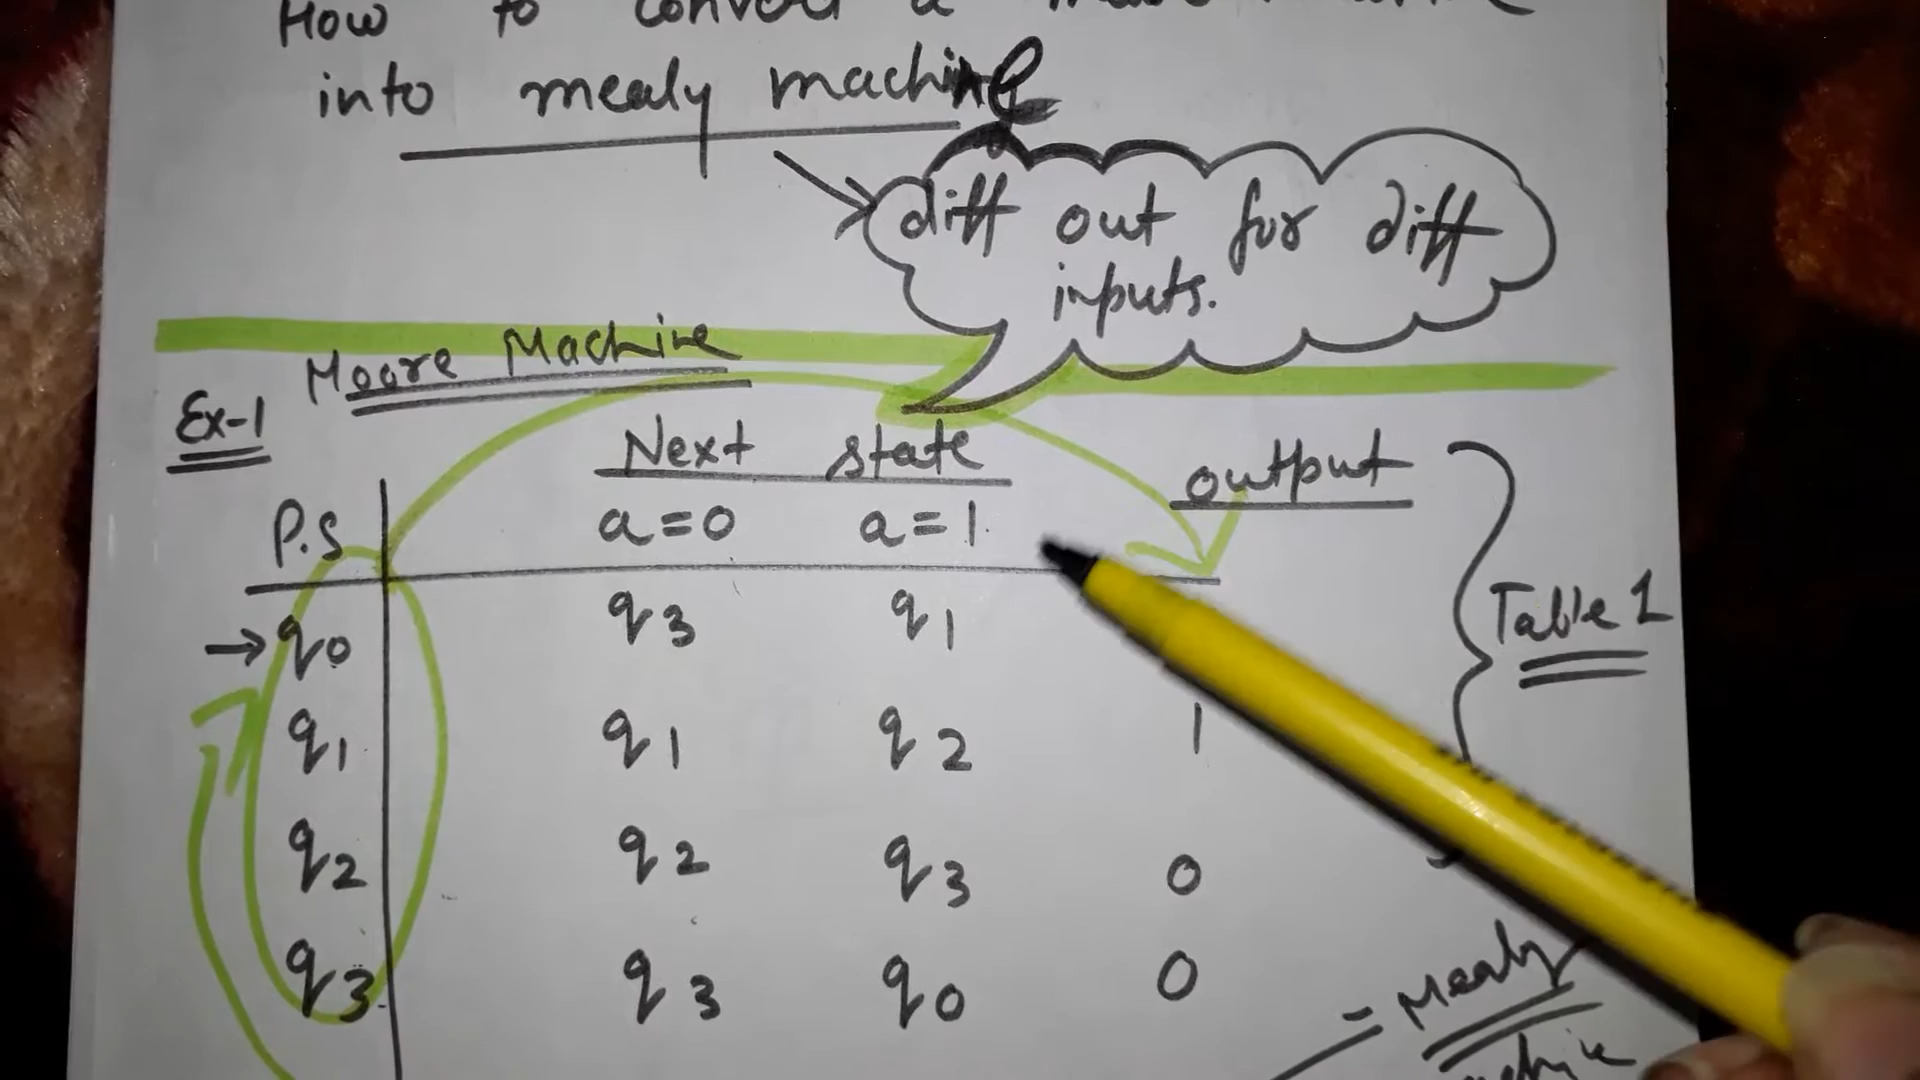 How to convert a
into mealy machine
diff out for diff
inputs.
Moore Machine
Ex-1
Next state
output
P.S a=0 a=1
→q0 q3 q1
Table 1
q1 q1 q2 1
q2 q2 q3 0
q3 q3 q0 0
= Mealy